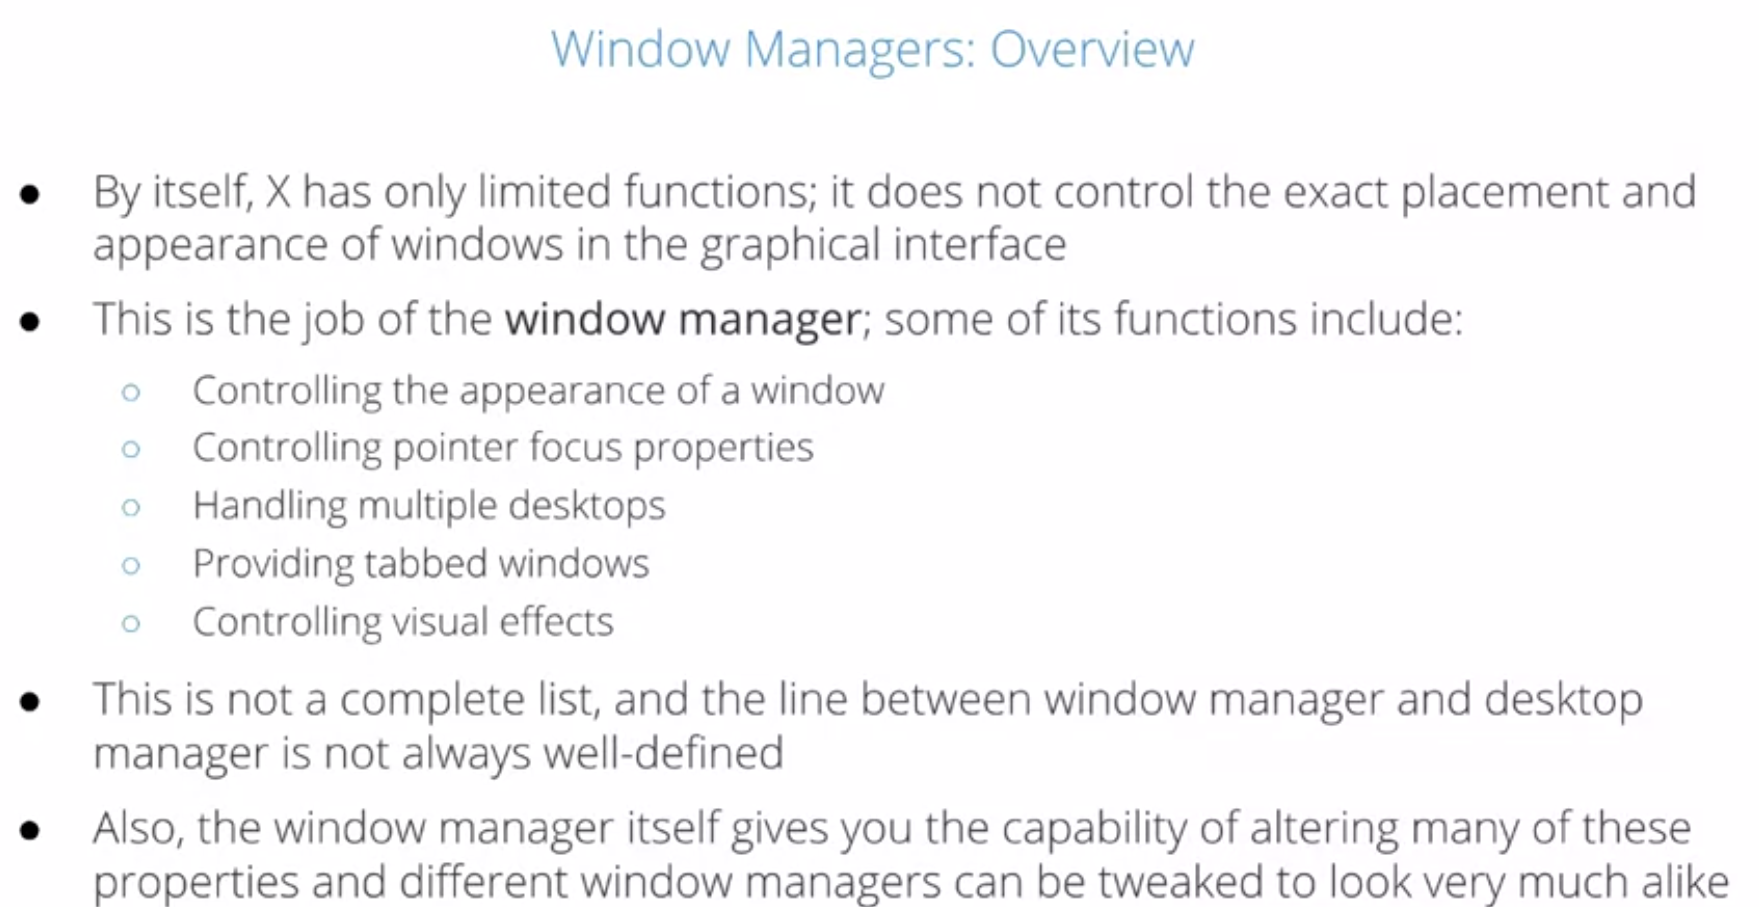 Window Managers: Overview
● By itself, X has only limited functions; it does not control the exact placement and
appearance of windows in the graphical interface
● This is the job of the window manager; some of its functions include:
○ Controlling the appearance of a window
○ Controlling pointer focus properties
○ Handling multiple desktops
○ Providing tabbed windows
○ Controlling visual effects
● This is not a complete list, and the line between window manager and desktop
manager is not always well-defined
● Also, the window manager itself gives you the capability of altering many of these
properties and different window managers can be tweaked to look very much alike